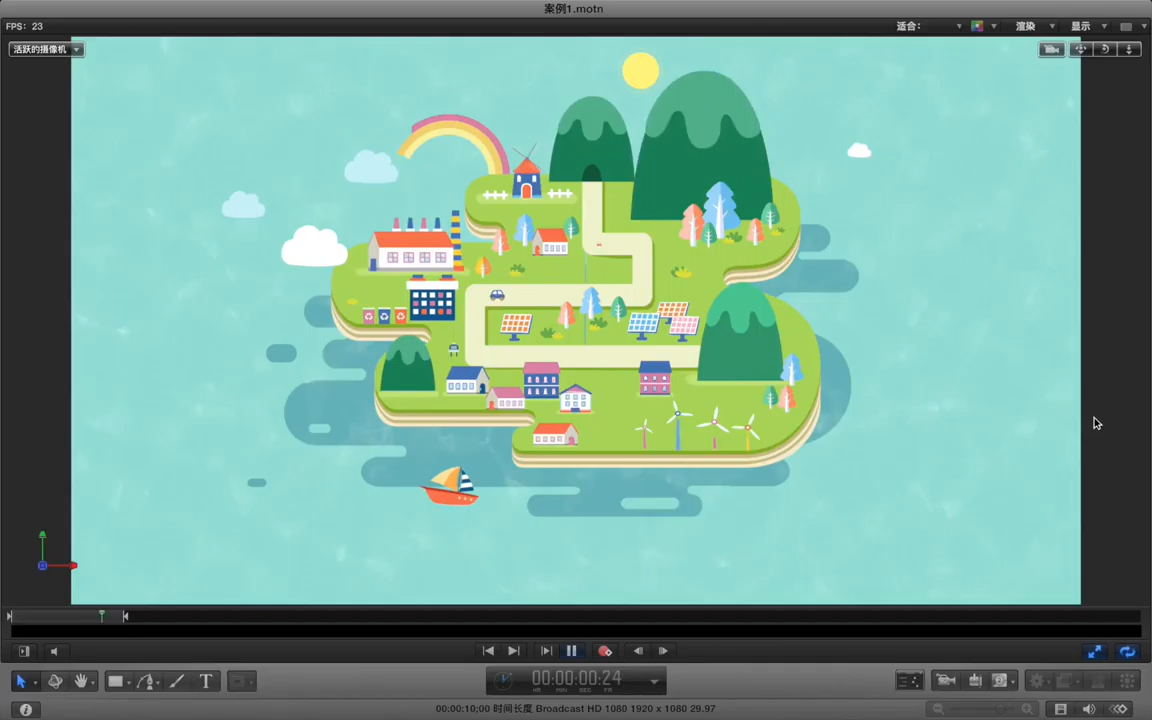 案例1.motn
FPS: 23
适合:
渲染
显示
活跃的摄像机
00:00:00:24
HR MIN SEC FR
T
00:00:10;00 时间长度 Broadcast HD 1080 1920 x 1080 29.97